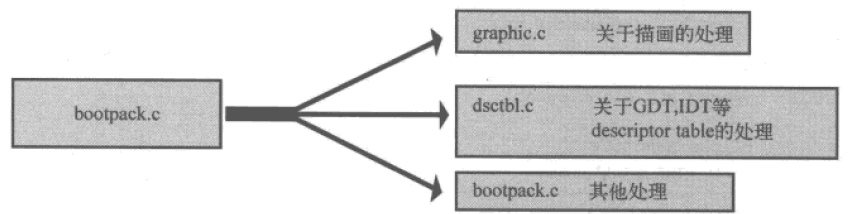 bootpack.c
graphic.c 关于描画的处理
dsctbl.c 关于GDT,IDT等
descriptor table的处理
bootpack.c 其他处理